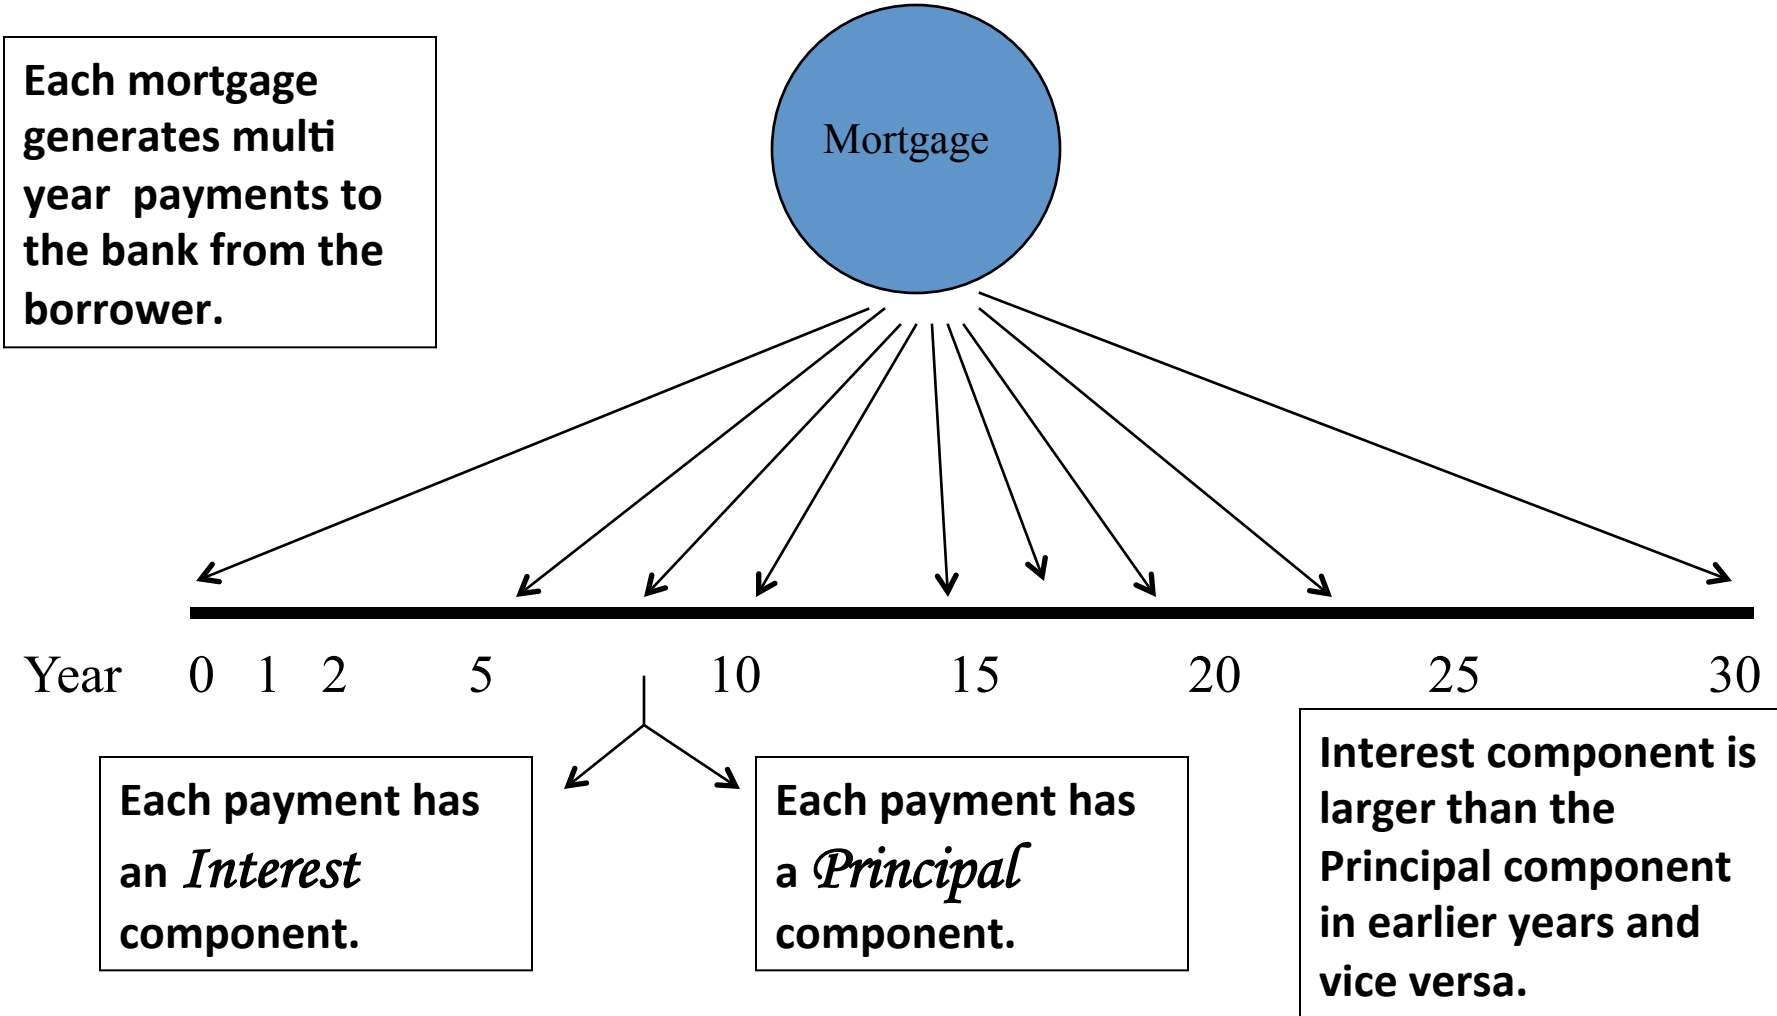 Each mortgage
generates multi
year payments to
the bank from the
borrower.
Mortgage
Year 0 1 2 5 10 15 20 25 30
Each payment has
an Interest
component.
Each payment has
a Principal
component.
Interest component is
larger than the
Principal component
in earlier years and
vice versa.